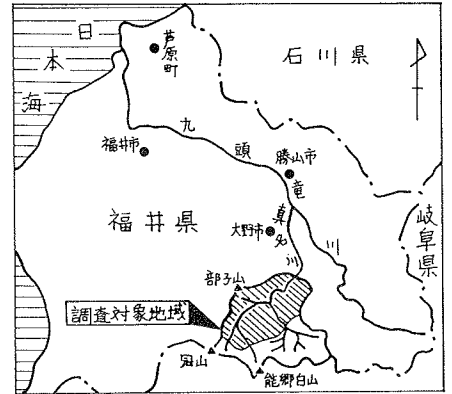 日本海
芦原町
石川県
福井市
九頭竜川
勝山市
福井県
大野市
真名川
岐阜県
部子山
調査対象地域
冠山
能郷白山